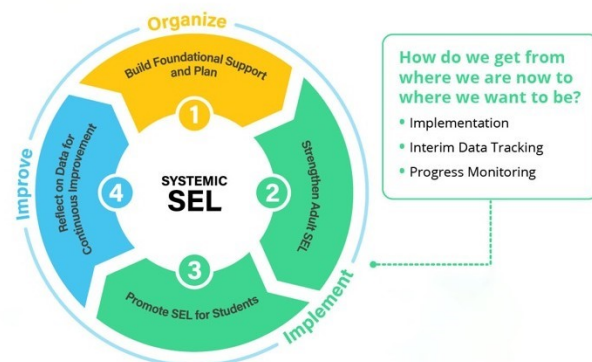 Organize
Build Foundational Support
and Plan
1
How do we get from
where we are now to
where we want to be?
• Implementation
• Interim Data Tracking
• Progress Monitoring
Improve
Reflect on Data for
Continuous Improvement
4
SYSTEMIC
SEL
2
Strengthen Adult SEL
3
Promote SEL for Students
Implement